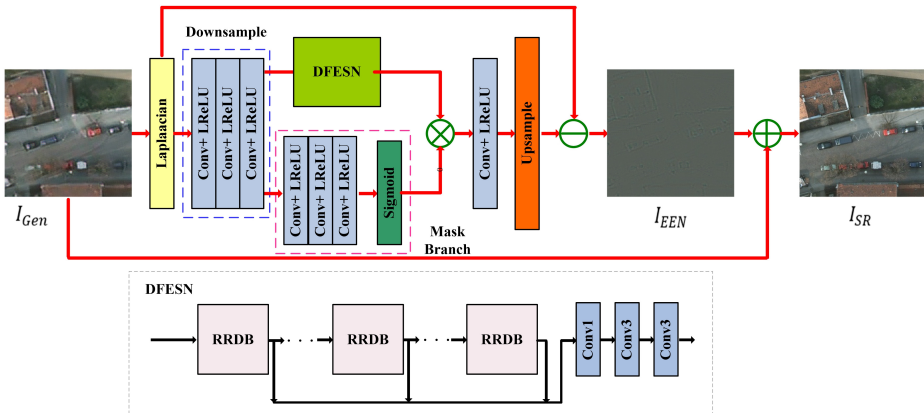 Downsample
I_Gen
Laplaacian
Conv+ LReLU
Conv+ LReLU
Conv+ LReLU
DFESN
Conv+ LReLU
Conv+ LReLU
Conv+ LReLU
Sigmoid
Mask
Branch
Conv+ LReLU
Upsample
I_EEN
I_SR
DFESN
RRDB
. . .
RRDB
. . .
RRDB
Conv1
Conv3
Conv3